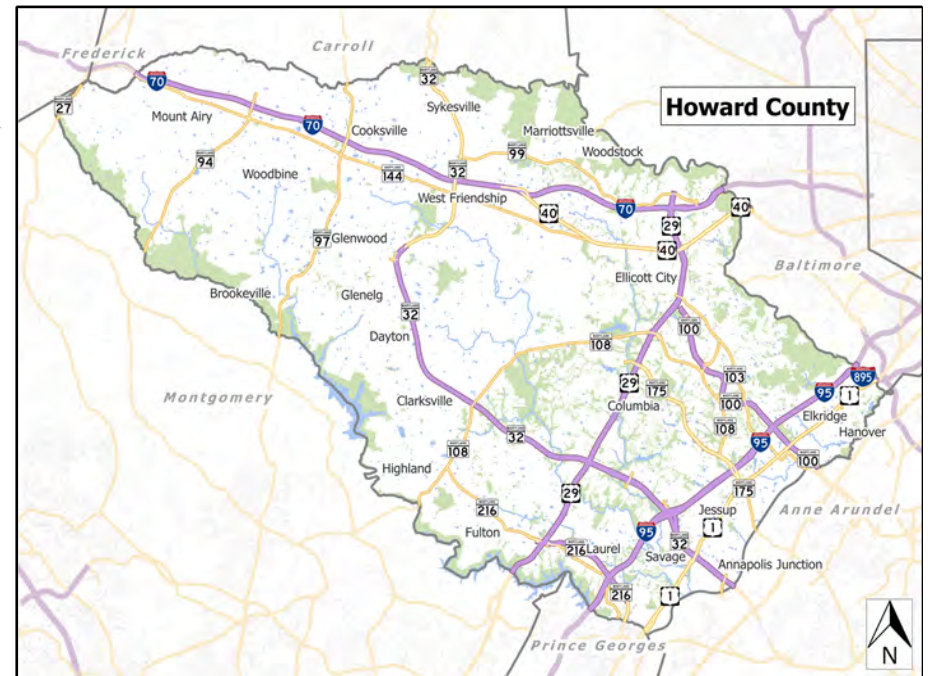 Carroll
Frederick
32
70
27
Sykesville
Howard County
Mount Airy
70
Cooksville
Marriottsville
99
Woodstock
94
32
Woodbine
144
West Friendship
40
70
29
40
97
Glenwood
40
Ellicott City
Baltimore
Brookeville
Glenelg
32
100
Dayton
108
103
95
895
29
175
1
Montgomery
Clarksville
Columbia
100
Elkridge
108
Hanover
32
95
108
100
Highland
175
29
Anne Arundel
216
Jessup
1
Fulton
95
32
216
Laurel
Savage
Annapolis Junction
216
1
Prince Georges
N